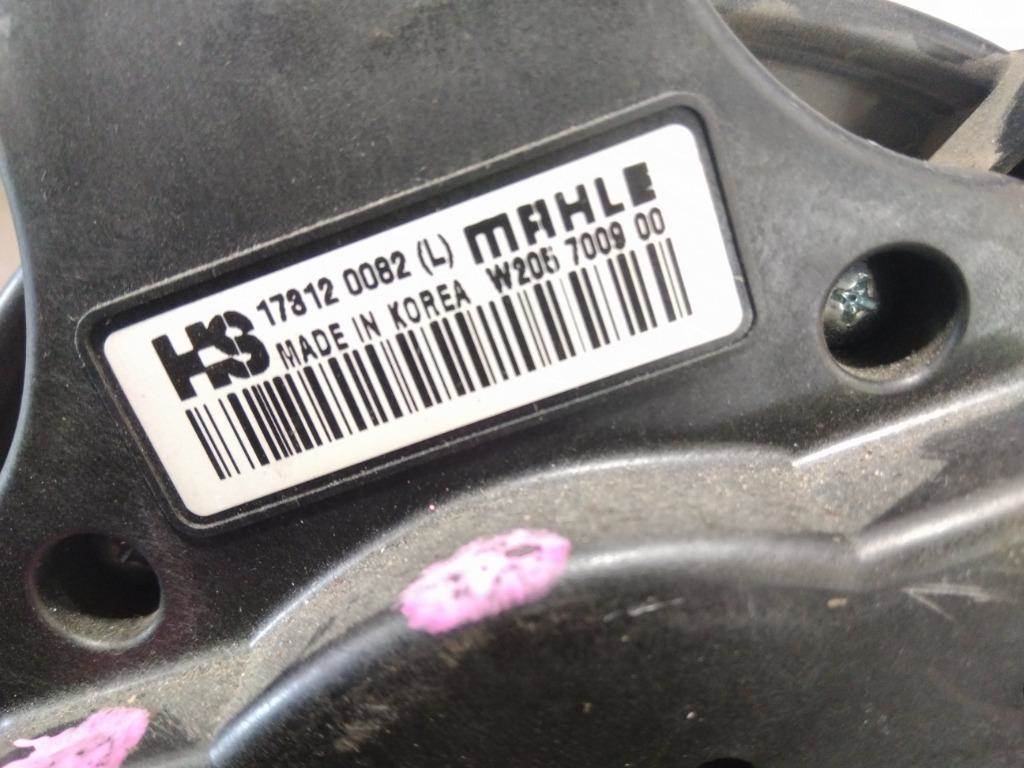 HS 17312 0082 (L) MAHLE
MADE IN KOREA W205 7009 00